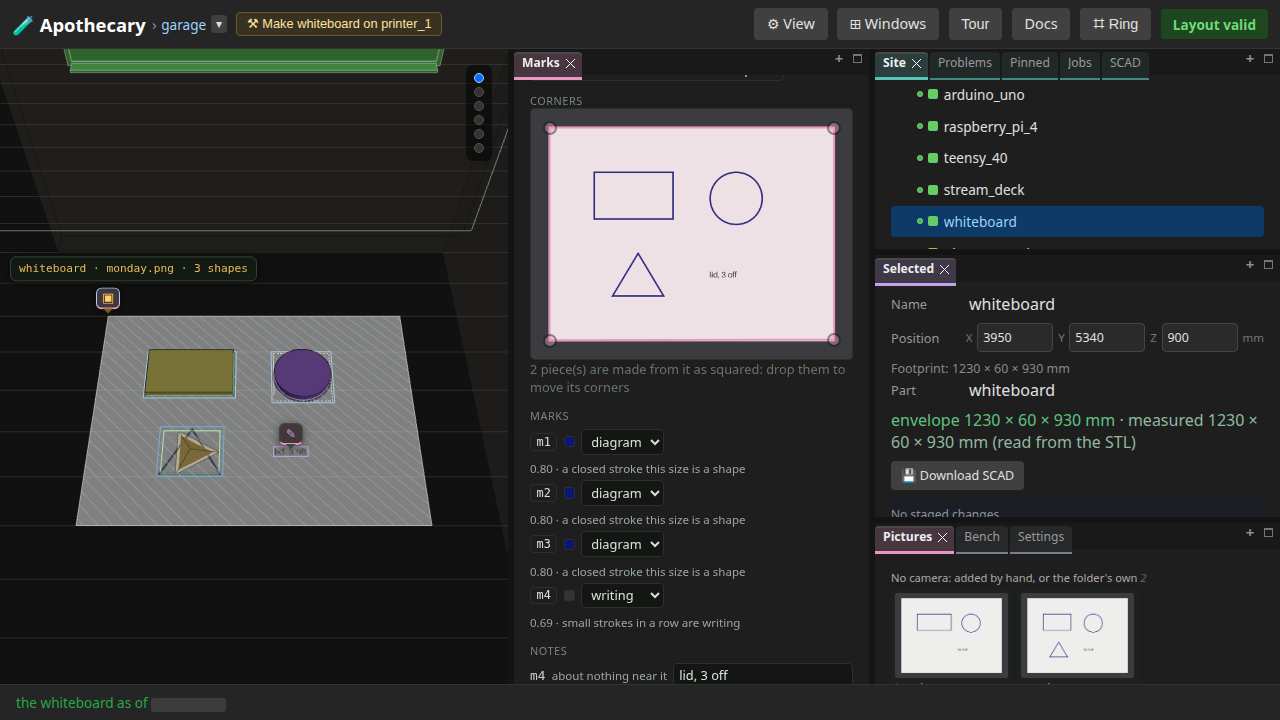 🧪 Apothecary › garage ▾ ⚒ Make whiteboard on printer_1
⚙ View ⊞ Windows Tour Docs ⌗ Ring Layout valid
whiteboard · monday.png · 3 shapes
lid, 3 off
Marks
CORNERS
lid, 3 off
2 piece(s) are made from it as squared: drop them to
move its corners
MARKS
m1 diagram
0.80 · a closed stroke this size is a shape
m2 diagram
0.80 · a closed stroke this size is a shape
m3 diagram
0.80 · a closed stroke this size is a shape
m4 writing
0.69 · small strokes in a row are writing
NOTES
m4 about nothing near it lid, 3 off
Site Problems Pinned Jobs SCAD
arduino_uno
raspberry_pi_4
teensy_40
stream_deck
whiteboard
Selected
Name whiteboard
Position X 3950 Y 5340 Z 900 mm
Footprint: 1230 × 60 × 930 mm
Part whiteboard
envelope 1230 × 60 × 930 mm · measured 1230 ×
60 × 930 mm (read from the STL)
💾 Download SCAD
No staged changes
Pictures Bench Settings
No camera: added by hand, or the folder's own 2
the whiteboard as of